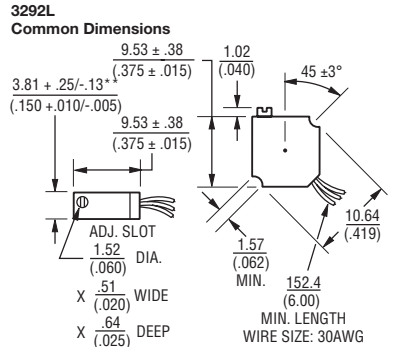 3292L
Common Dimensions
9.53 ± .38
(.375 ± .015)
1.02
(.040)
45 ±3°
3.81 + .25/-.13**
(.150 +.010/-.005)
9.53 ± .38
(.375 ± .015)
ADJ. SLOT
1.52
(.060)
DIA.
X .51
(.020)
WIDE
X .64
(.025)
DEEP
1.57
(.062)
MIN.
10.64
(.419)
152.4
(6.00)
MIN. LENGTH
WIRE SIZE: 30AWG